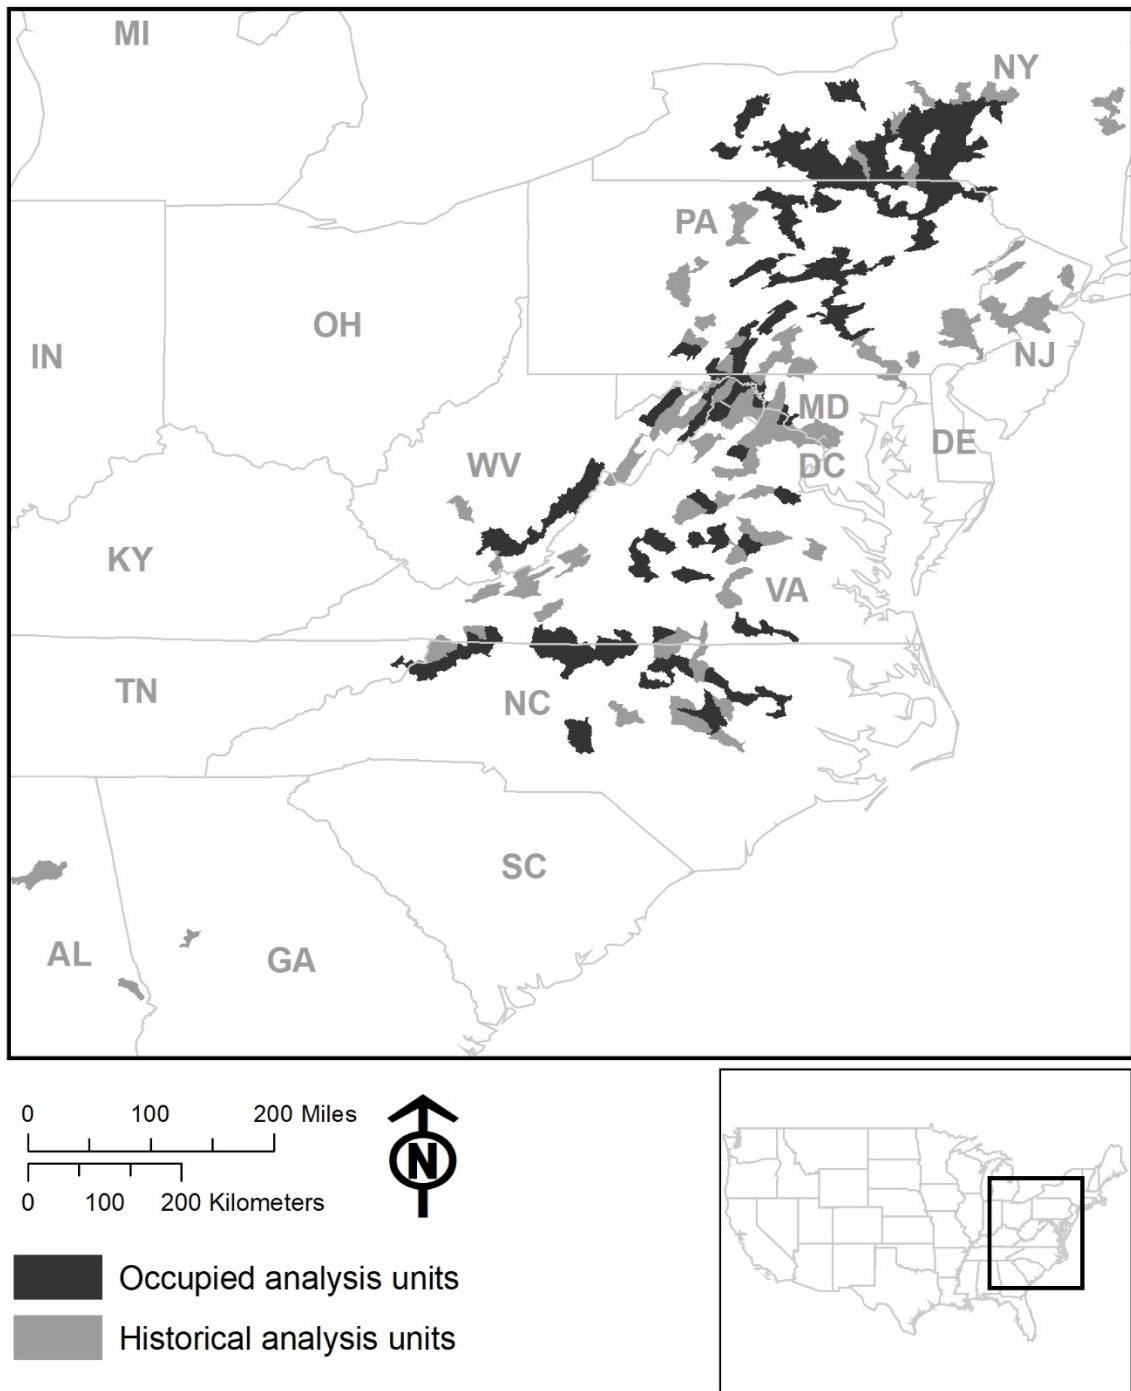 MI
NY
PA
OH
IN
NJ
MD
DE
WV
DC
KY
VA
TN
NC
SC
AL
GA
0 100 200 Miles
0 100 200 Kilometers
N
Occupied analysis units
Historical analysis units